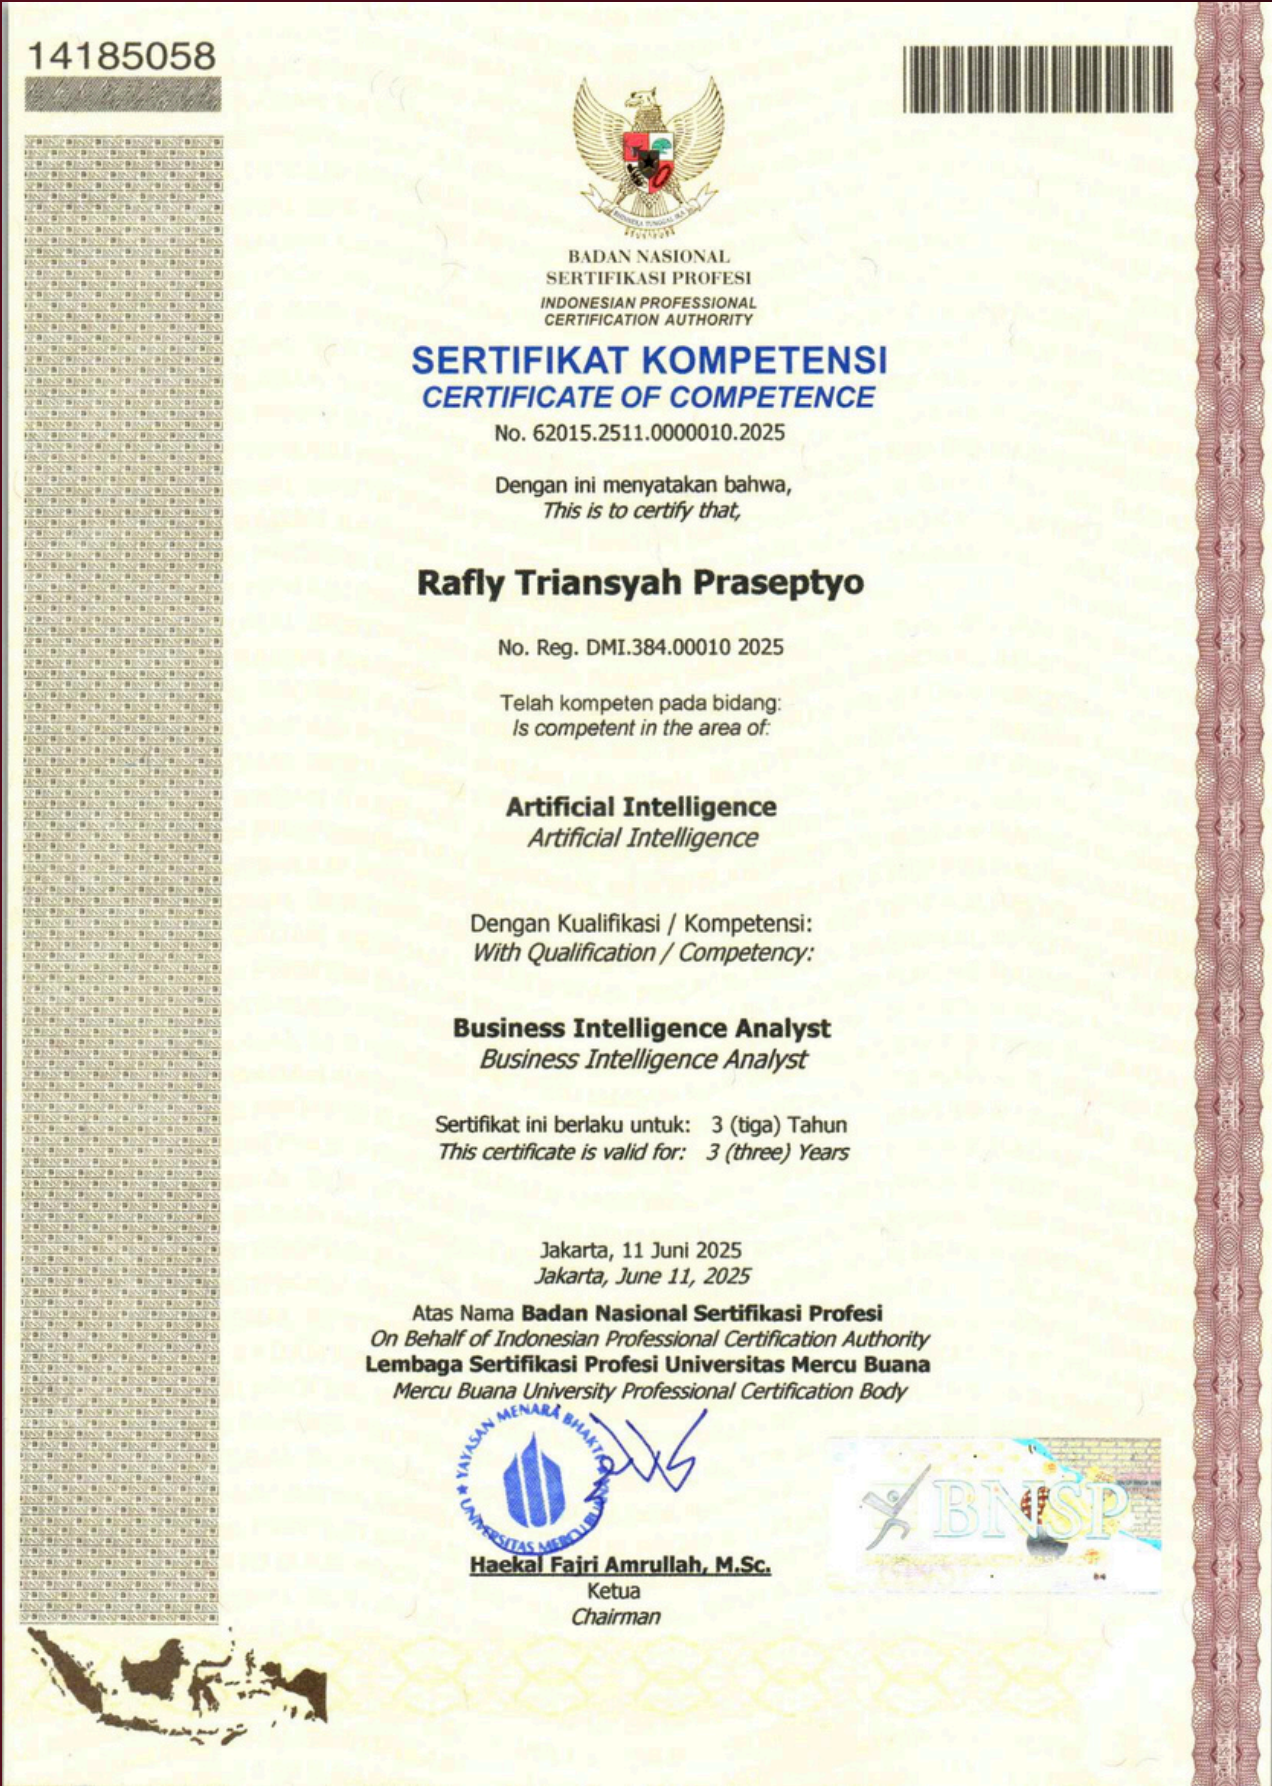 14185058
BHINNEKA TUNGGAL IKA
BADAN NASIONAL
SERTIFIKASI PROFESI
INDONESIAN PROFESSIONAL
CERTIFICATION AUTHORITY
SERTIFIKAT KOMPETENSI
CERTIFICATE OF COMPETENCE
No. 62015.2511.0000010.2025
Dengan ini menyatakan bahwa,
This is to certify that,
Rafly Triansyah Praseptyo
No. Reg. DMI.384.00010 2025
Telah kompeten pada bidang:
Is competent in the area of:
Artificial Intelligence
Artificial Intelligence
Dengan Kualifikasi / Kompetensi:
With Qualification / Competency:
Business Intelligence Analyst
Business Intelligence Analyst
Sertifikat ini berlaku untuk: 3 (tiga) Tahun
This certificate is valid for: 3 (three) Years
Jakarta, 11 Juni 2025
Jakarta, June 11, 2025
Atas Nama Badan Nasional Sertifikasi Profesi
On Behalf of Indonesian Professional Certification Authority
Lembaga Sertifikasi Profesi Universitas Mercu Buana
Mercu Buana University Professional Certification Body
YAYASAN MENARA BHAKTI
UNIVERSITAS MERCU BUANA
BNSP
Haekal Fajri Amrullah, M.Sc.
Ketua
Chairman